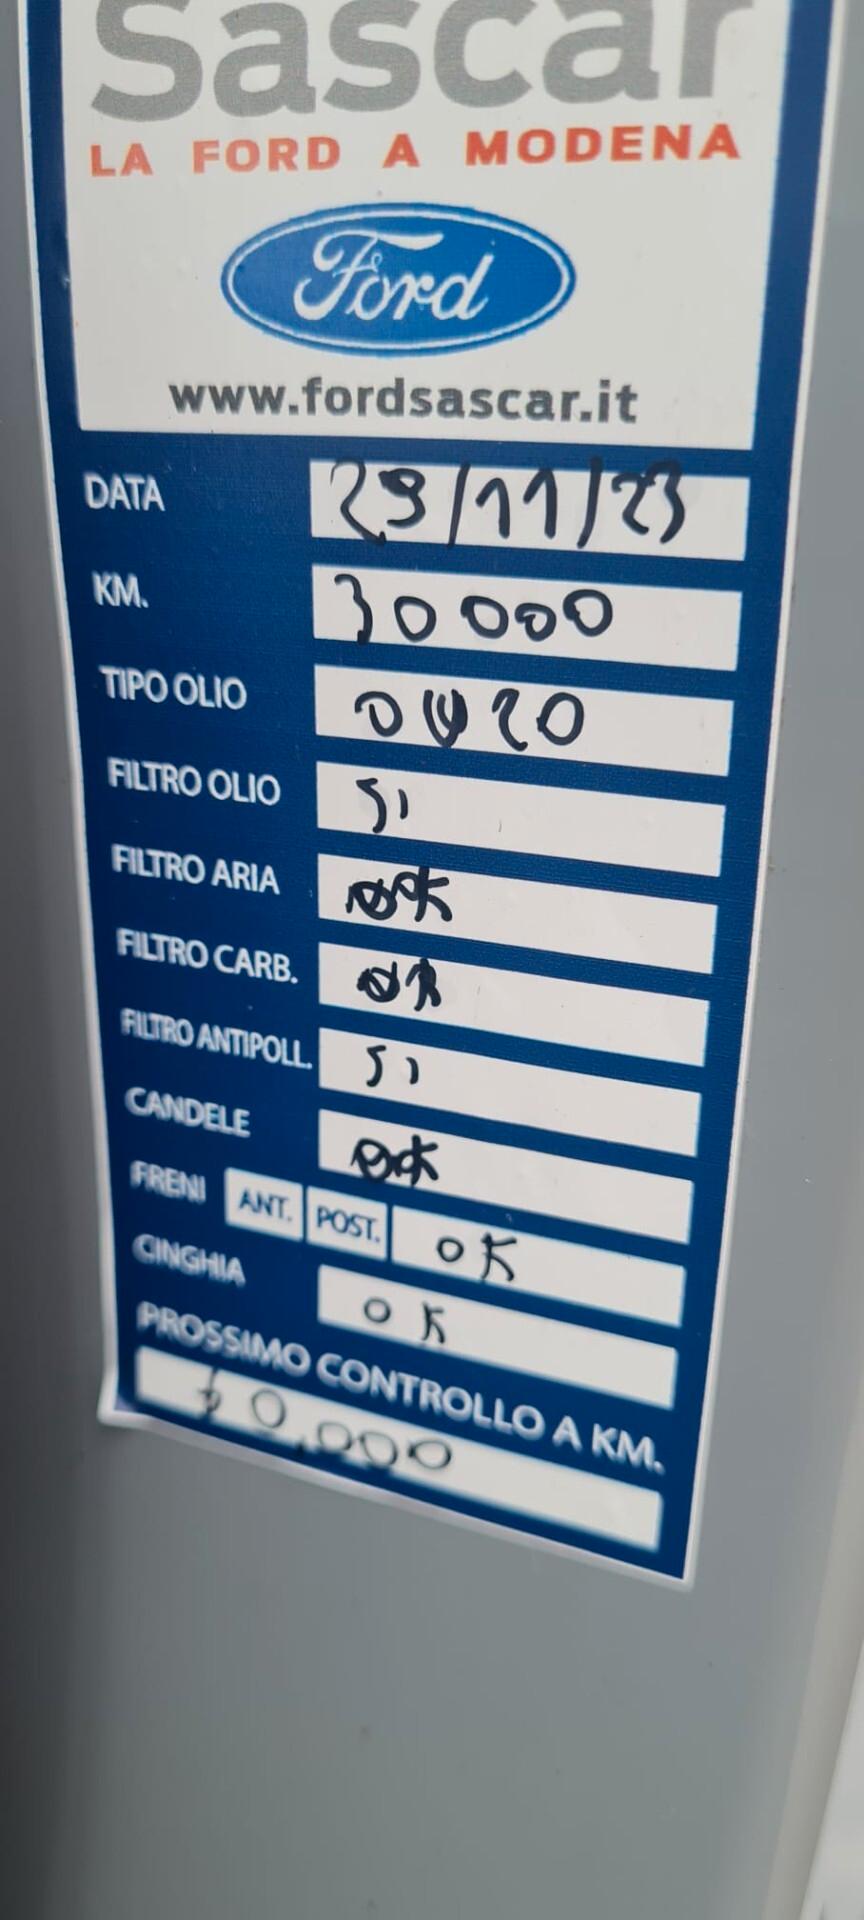 Sascar
LA FORD A MODENA
Ford
www.fordsascar.it
DATA 29/11/23
KM. 30000
TIPO OLIO 0W20
FILTRO OLIO SI
FILTRO ARIA OK
FILTRO CARB. OK
FILTRO ANTIPOLL. SI
CANDELE OK
FRENI ANT. POST. OK
CINGHIA OK
PROSSIMO CONTROLLO A KM.